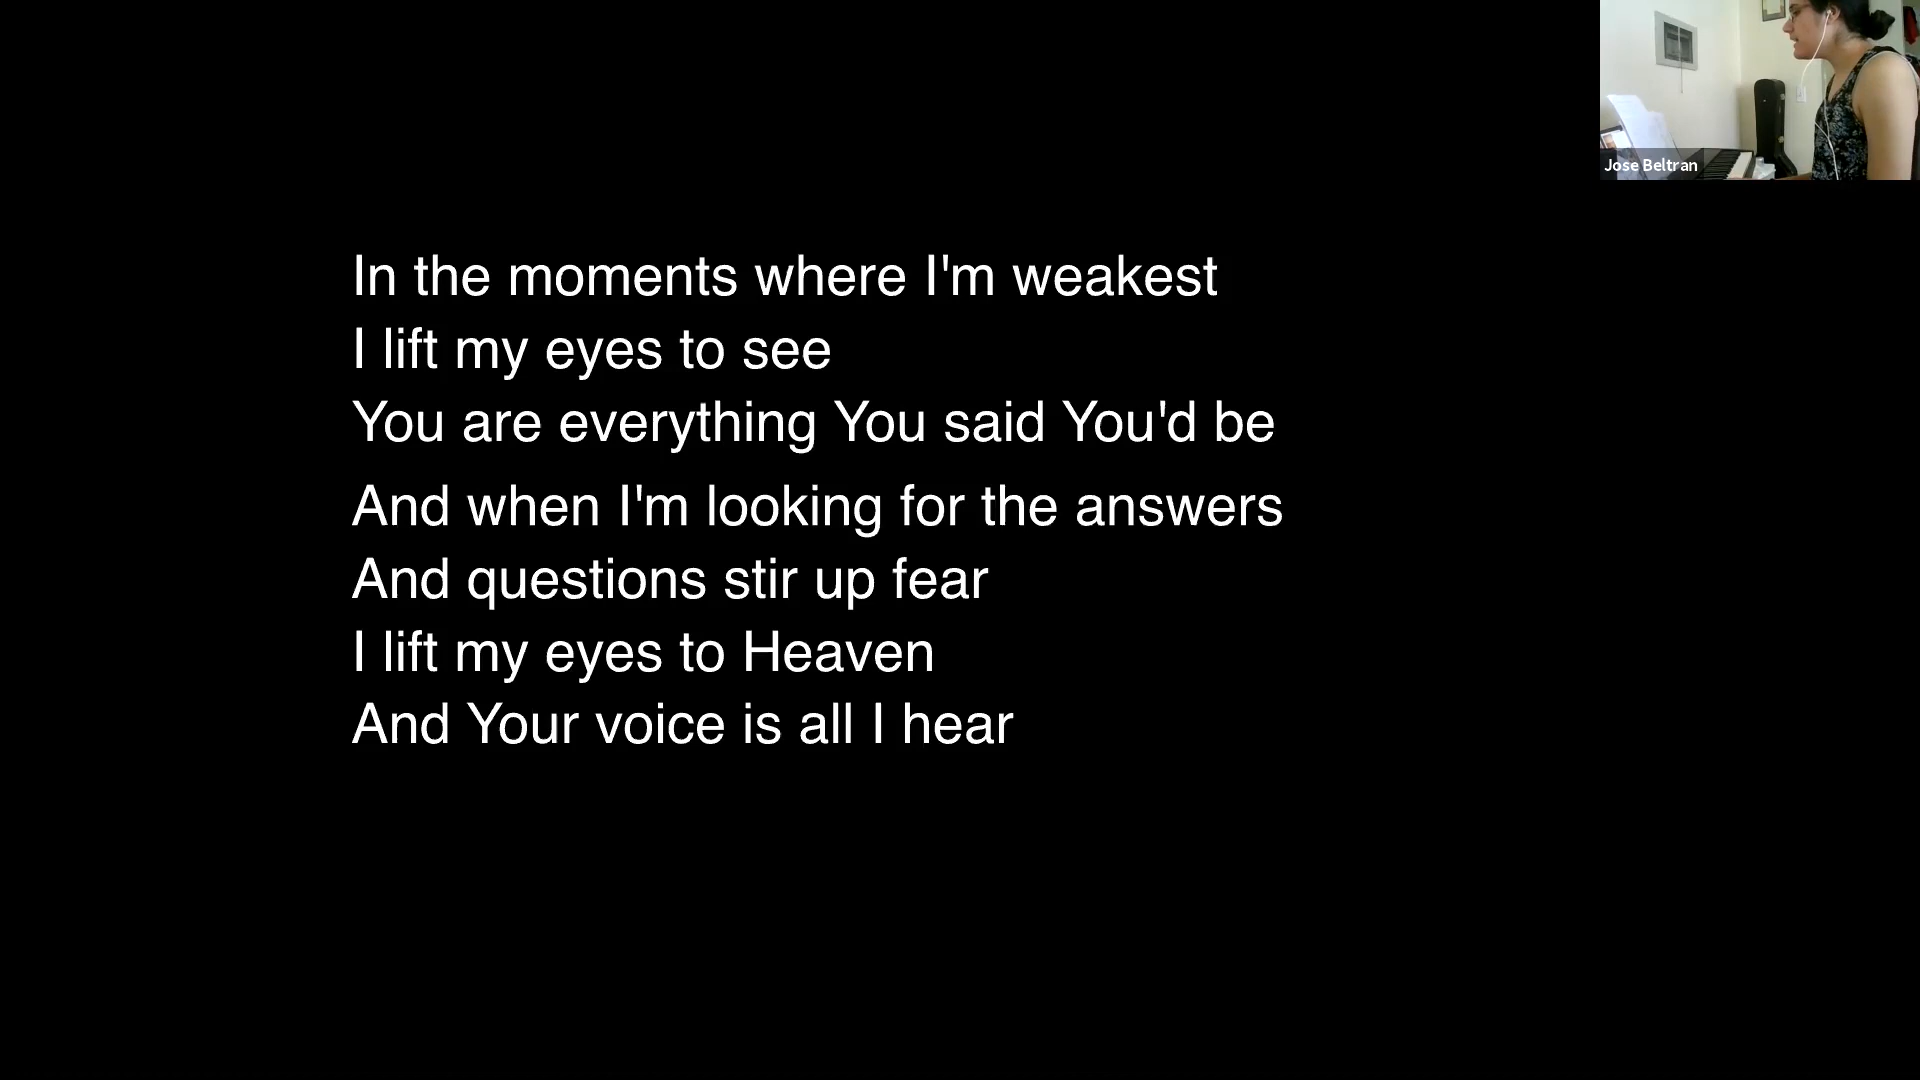 Jose Beltran
In the moments where I'm weakest
I lift my eyes to see
You are everything You said You'd be
And when I'm looking for the answers
And questions stir up fear
I lift my eyes to Heaven
And Your voice is all I hear